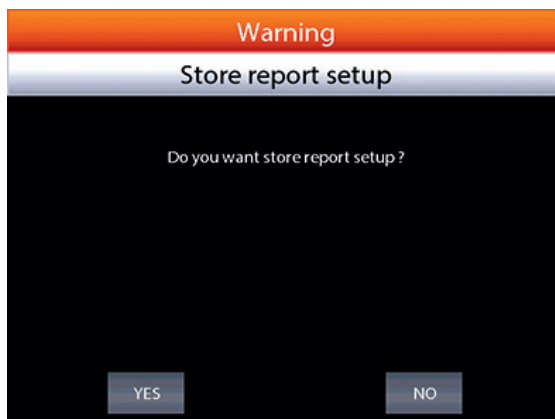 Warning
Store report setup
Do you want store report setup ?
YES
NO